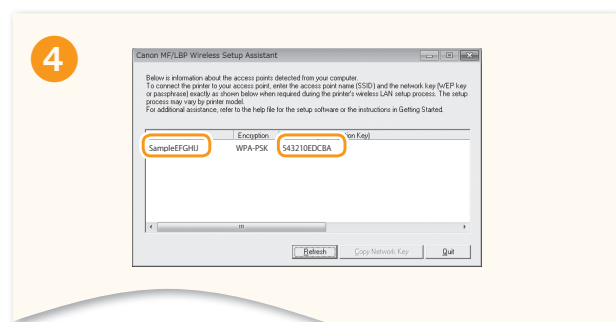 4
Canon MF/LBP Wireless Setup Assistant
Below is information about the access points detected from your computer.
To connect the printer to your access point, enter the access point name (SSID) and the network key (WEP key
or passphrase) exactly as shown below when required during the printer's wireless LAN setup process. The setup
process may vary by printer model.
For additional assistance, refer to the help file for the setup software or the instructions in Getting Started.
Encryption ion Key)
SampleEFGHIJ WPA-PSK 543210EDCBA
Refresh Copy Network Key Quit